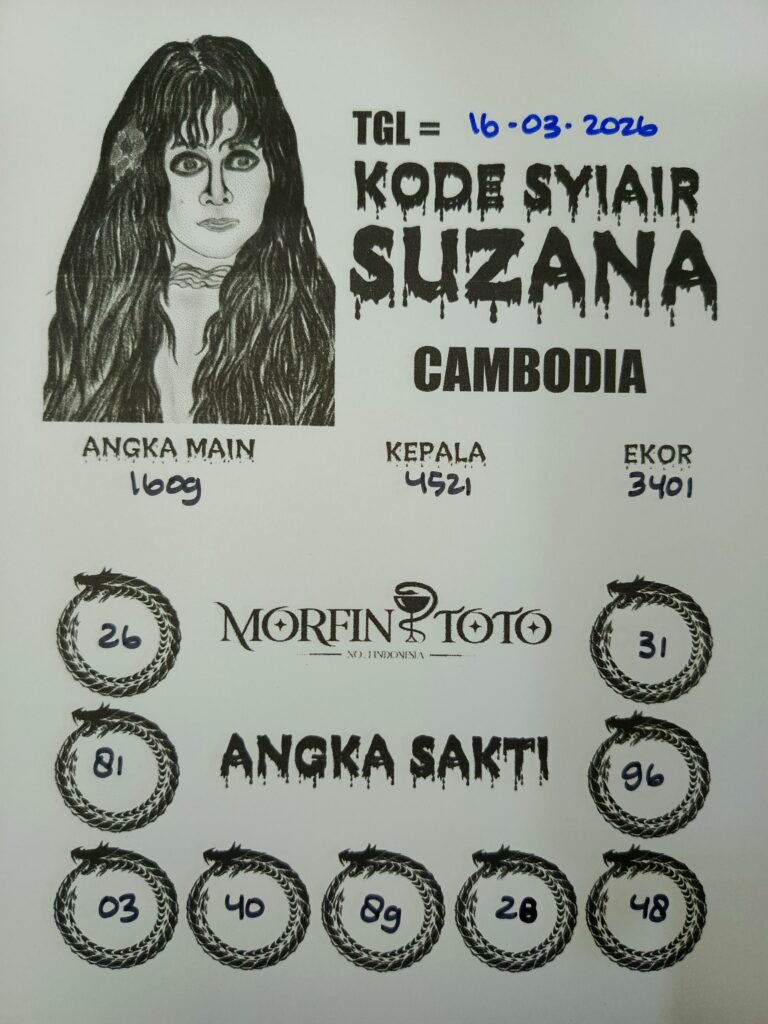 TGL = 16-03-2026
KODE SYIAIR
SUZANA
CAMBODIA
ANGKA MAIN KEPALA EKOR
1609 4521 3401
26 MORFIN TOTO 31
NO.1 INDONESIA
81 ANGKA SAKTI 96
03 40 89 28 48